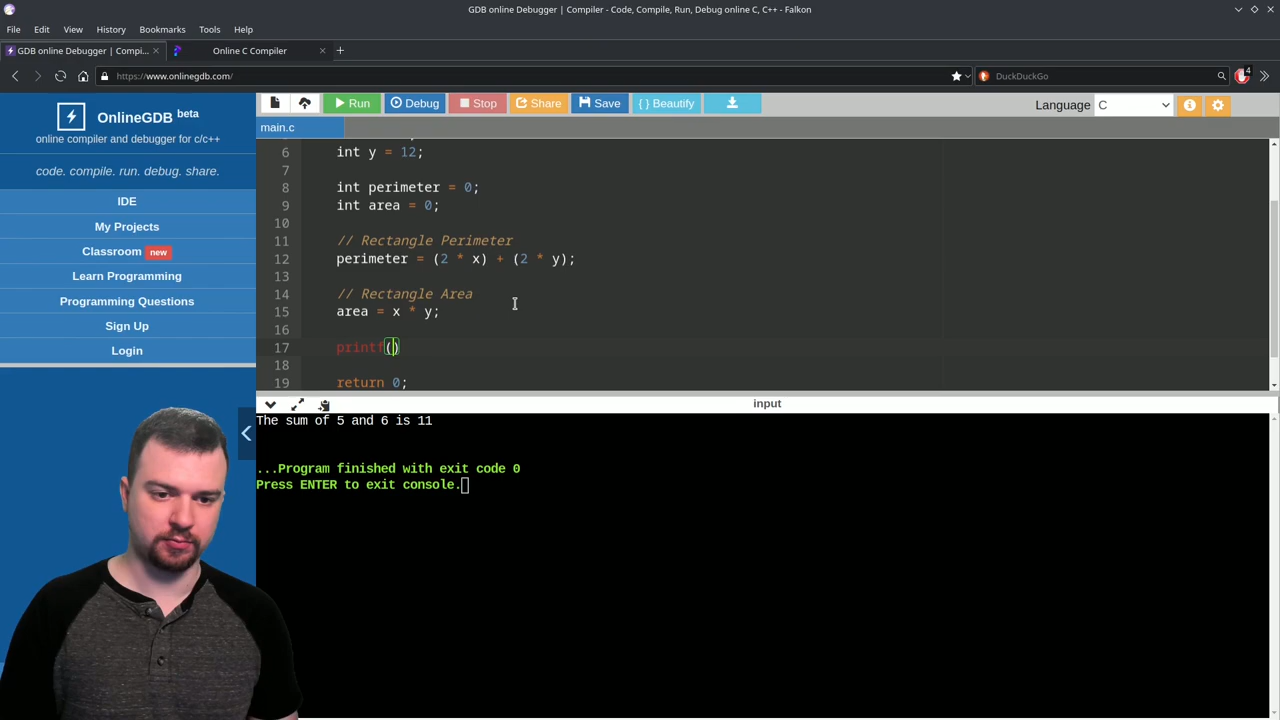 GDB online Debugger | Compiler - Code, Compile, Run, Debug online C, C++ - Falkon
File Edit View History Bookmarks Tools Help
GDB online Debugger | Compi... Online C Compiler
https://www.onlinegdb.com/ DuckDuckGo 4
OnlineGDB beta
online compiler and debugger for c/c++
code. compile. run. debug. share.
IDE
My Projects
Classroom new
Learn Programming
Programming Questions
Sign Up
Login
Run Debug Stop Share Save { } Beautify Language C
main.c
6 int y = 12;
7
8 int perimeter = 0;
9 int area = 0;
10
11 // Rectangle Perimeter
12 perimeter = (2 * x) + (2 * y);
13
14 // Rectangle Area
15 area = x * y;
16
17 printf()
18
19 return 0;
input
The sum of 5 and 6 is 11
...Program finished with exit code 0
Press ENTER to exit console.